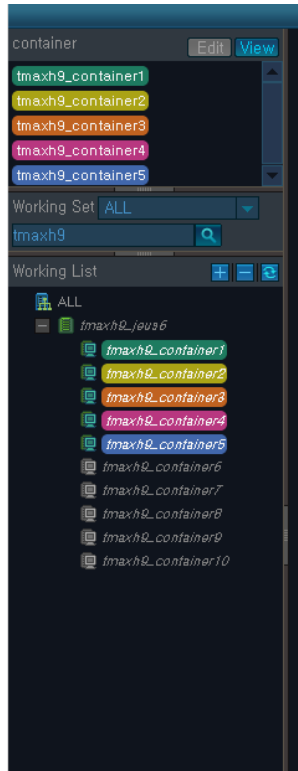 container Edit View
tmaxh9_container1
tmaxh9_container2
tmaxh9_container3
tmaxh9_container4
tmaxh9_container5
Working Set ALL
tmaxh9
Working List
ALL
tmaxh9_jeus6
tmaxh9_container1
tmaxh9_container2
tmaxh9_container3
tmaxh9_container4
tmaxh9_container5
tmaxh9_container6
tmaxh9_container7
tmaxh9_container8
tmaxh9_container9
tmaxh9_container10